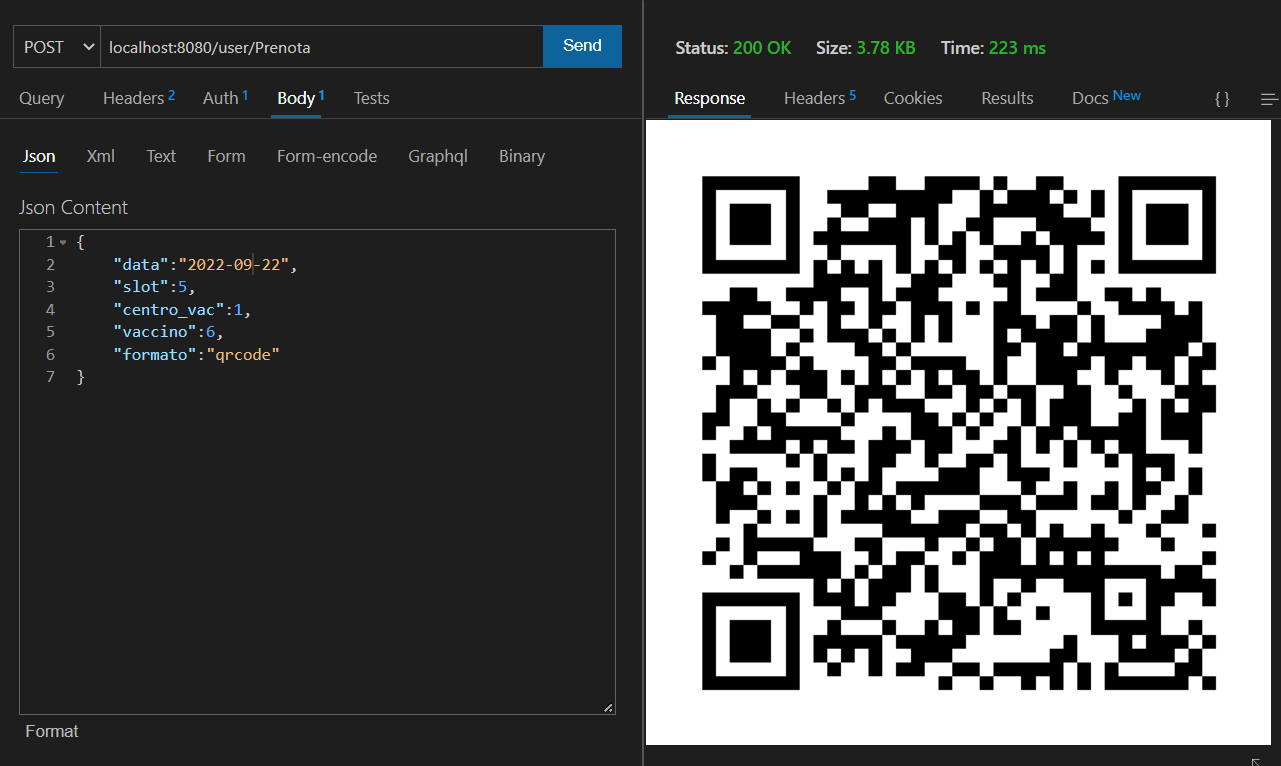 POST localhost:8080/user/Prenota Send
Query Headers 2 Auth 1 Body 1 Tests
Json Xml Text Form Form-encode Graphql Binary
Json Content
1 {
2 "data":"2022-09-22",
3 "slot":5,
4 "centro_vac":1,
5 "vaccino":6,
6 "formato":"qrcode"
7 }
Format
Status: 200 OK Size: 3.78 KB Time: 223 ms
Response Headers 5 Cookies Results Docs New { }